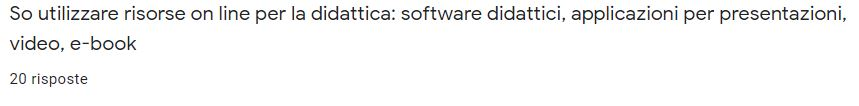 So utilizzare risorse on line per la didattica: software didattici, applicazioni per presentazioni,
video, e-book
20 risposte